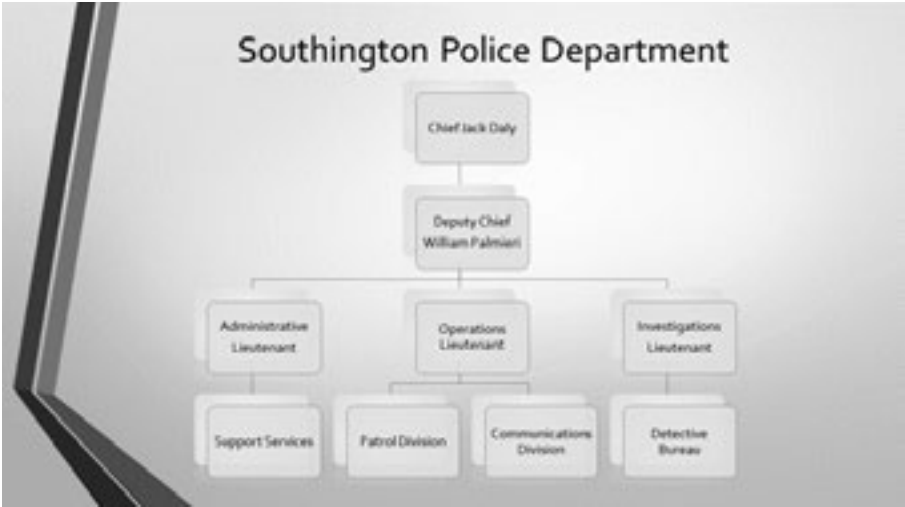 Southington Police Department
Chief Jack Daly
Deputy Chief
William Palmieri
Administrative
Lieutenant
Operations
Lieutenant
Investigations
Lieutenant
Support Services
Patrol Division
Communications
Division
Detective
Bureau